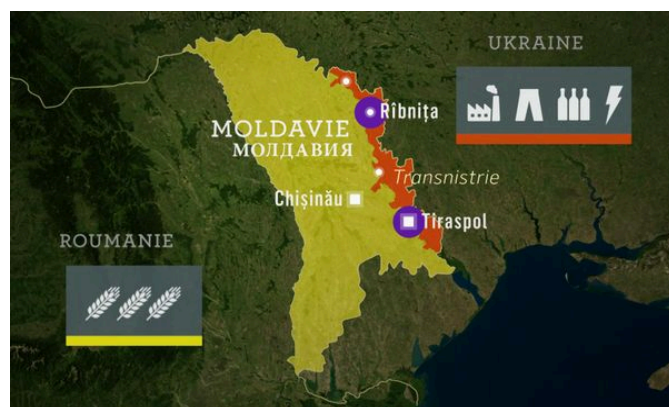 UKRAINE
Rîbnița
MOLDAVIE
МОЛДАВИЯ
Transnistrie
Chișinău
Tiraspol
ROUMANIE